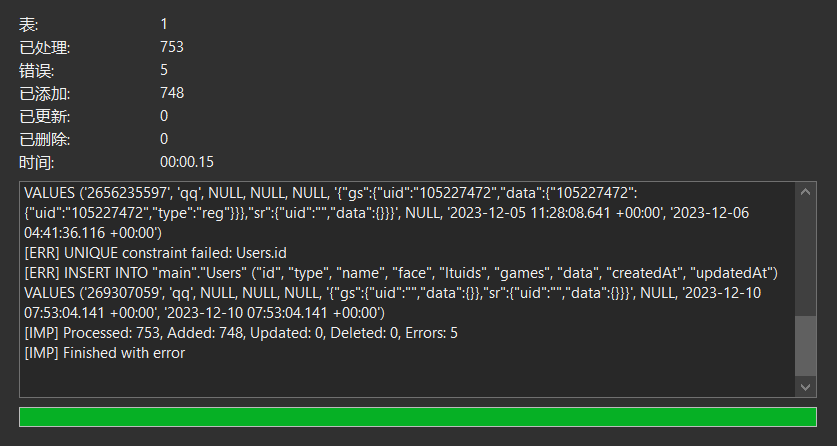 表: 1
已处理: 753
错误: 5
已添加: 748
已更新: 0
已删除: 0
时间: 00:00.15
VALUES ('2656235597', 'qq', NULL, NULL, NULL, '{"gs":{"uid":"105227472","data":{"105227472":
{"uid":"105227472","type":"reg"}}},"sr":{"uid":"","data":{}}}', NULL, '2023-12-05 11:28:08.641 +00:00', '2023-12-06
04:41:36.116 +00:00')
[ERR] UNIQUE constraint failed: Users.id
[ERR] INSERT INTO "main"."Users" ("id", "type", "name", "face", "ltuids", "games", "data", "createdAt", "updatedAt")
VALUES ('269307059', 'qq', NULL, NULL, NULL, '{"gs":{"uid":"","data":{}},"sr":{"uid":"","data":{}}}', NULL, '2023-12-10
07:53:04.141 +00:00', '2023-12-10 07:53:04.141 +00:00')
[IMP] Processed: 753, Added: 748, Updated: 0, Deleted: 0, Errors: 5
[IMP] Finished with error